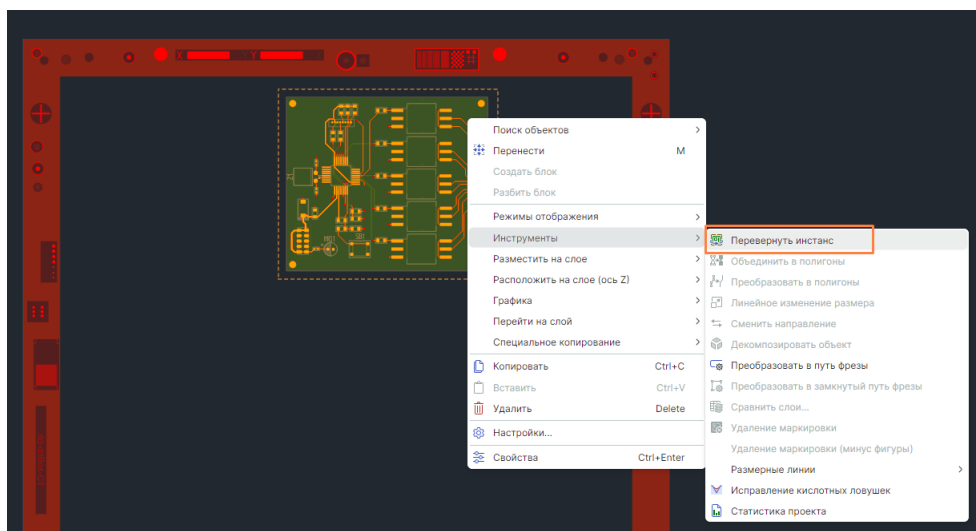 X
Y
Поиск объектов
Перенести M
Создать блок
Разбить блок
Режимы отображения
Инструменты
Разместить на слое
Расположить на слое (ось Z)
Графика
Перейти на слой
Специальное копирование
Копировать Ctrl+C
Вставить Ctrl+V
Удалить Delete
Настройки...
Свойства Ctrl+Enter
Перевернуть инстанс
Объединить в полигоны
Преобразовать в полигоны
Линейное изменение размера
Сменить направление
Декомпозировать объект
Преобразовать в путь фрезы
Преобразовать в замкнутый путь фрезы
Сравнить слои...
Удаление маркировки
Удаление маркировки (минус фигуры)
Размерные линии
Исправление кислотных ловушек
Статистика проекта